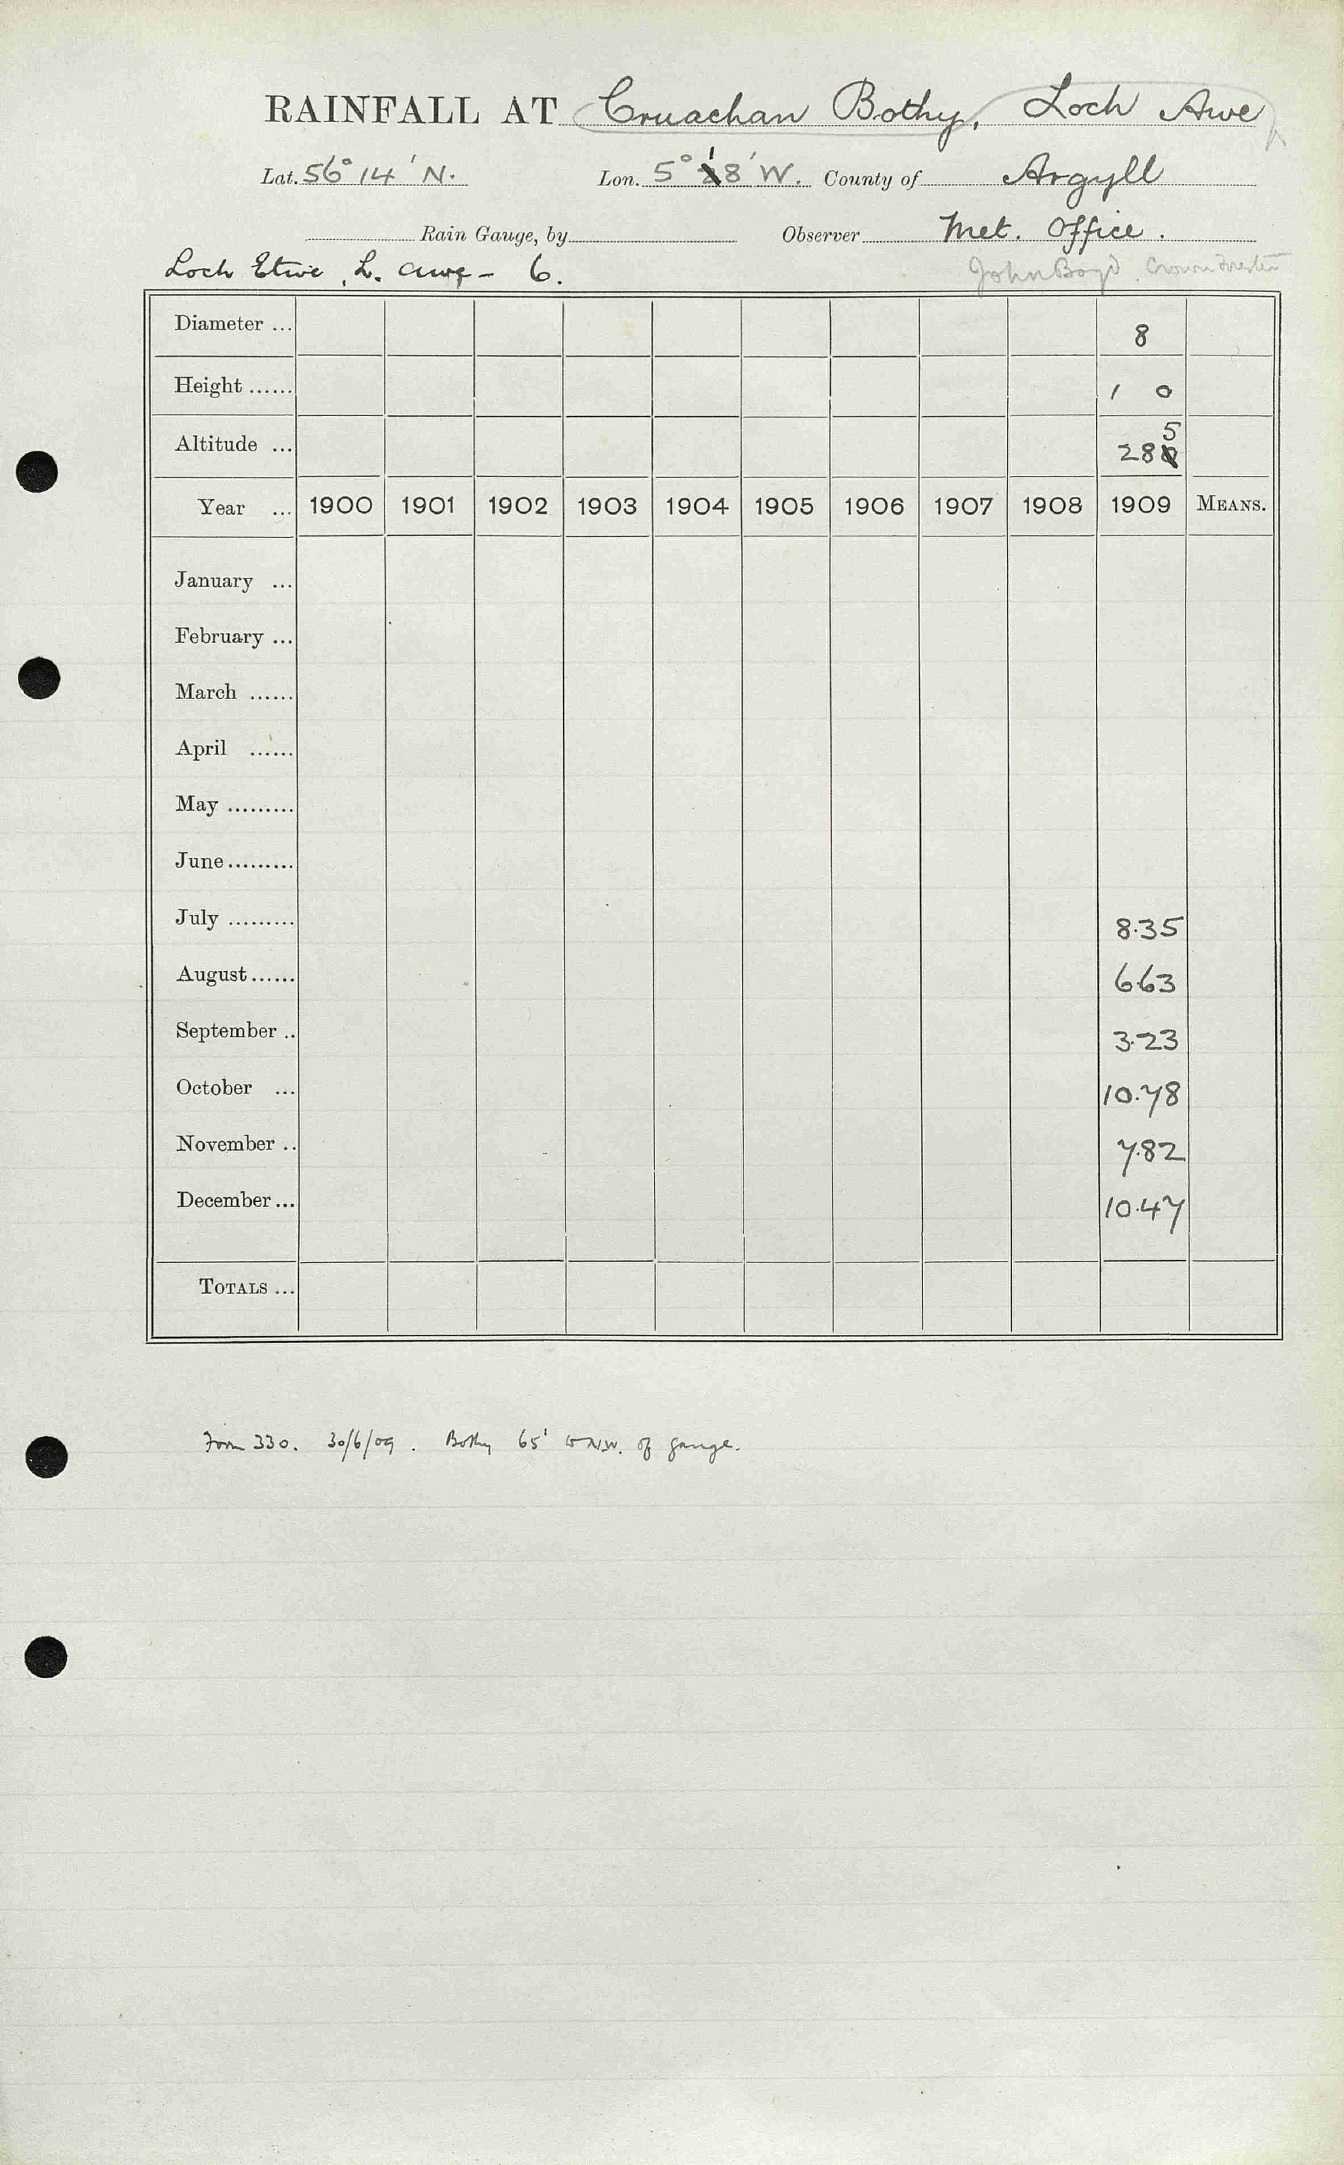 RAINFALL AT Cruachan Bothy, Loch Awe
Lat. 56° 14' N. Lon. 5° 18' W. County of Argyll
Rain Gauge, by Observer Met. Office.
Loch Etive, L. Awe - 6. John Boyd. Crown Forester
Diameter ... 8
Height ...... 1 0
Altitude ... 285
Year ... 1900 1901 1902 1903 1904 1905 1906 1907 1908 1909 MEANS.
January ...
February ...
March ......
April ......
May .........
June .........
July ......... 8.35
August ...... 6.63
September .. 3.23
October ... 10.78
November .. 7.82
December ... 10.47
TOTALS ...
Form 330. 30/6/09. Bothy 65' to N.W. of gauge.